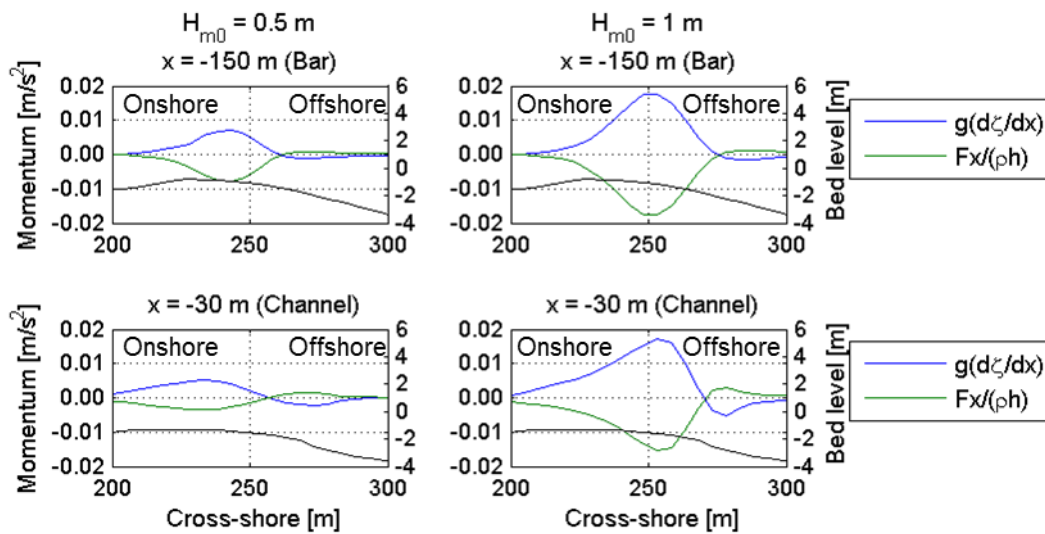 H_m0 = 0.5 m
H_m0 = 1 m
x = -150 m (Bar)
x = -150 m (Bar)
Momentum [m/s²]
0.02
0.01
0.00
-0.01
-0.02
Onshore Offshore
6
4
2
0
-2
-4
200 250 300
0.02
0.01
0.00
-0.01
-0.02
Onshore Offshore
6
4
2
0
-2
-4
Bed level [m]
200 250 300
g(dζ/dx)
Fx/(ρh)
x = -30 m (Channel)
x = -30 m (Channel)
Momentum [m/s²]
0.02
0.01
0.00
-0.01
-0.02
Onshore Offshore
6
4
2
0
-2
-4
200 250 300
Cross-shore [m]
0.02
0.01
0.00
-0.01
-0.02
Onshore Offshore
6
4
2
0
-2
-4
Bed level [m]
200 250 300
Cross-shore [m]
g(dζ/dx)
Fx/(ρh)